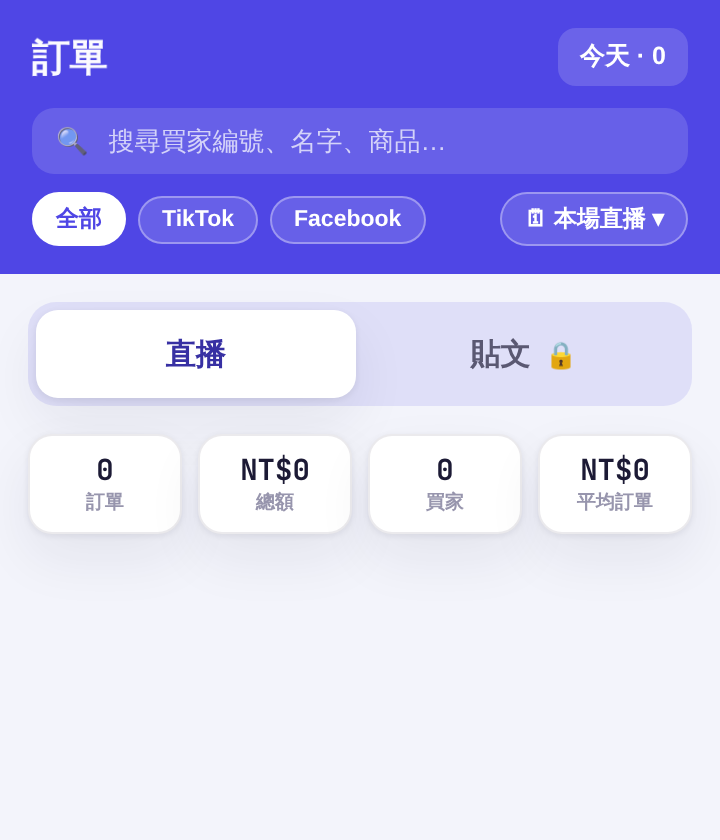 訂單
今天 · 0
🔍 搜尋買家編號、名字、商品…
全部
TikTok
Facebook
🗓 本場直播 ▾
直播
貼文 🔒
0
訂單
NT$0
總額
0
買家
NT$0
平均訂單